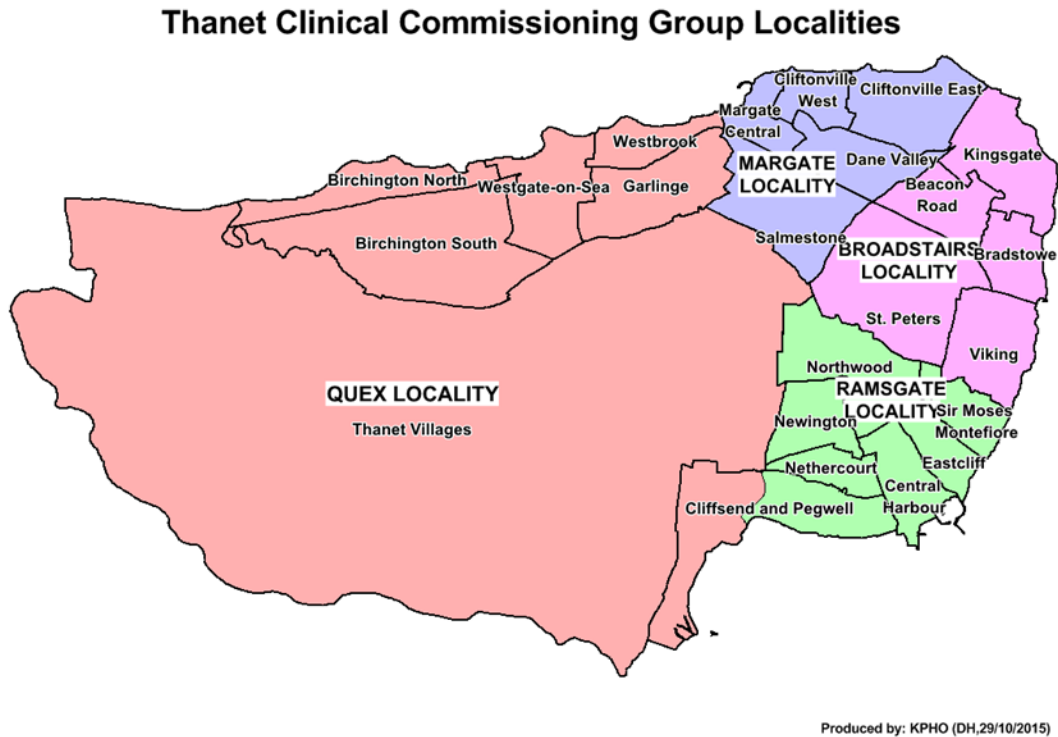 Thanet Clinical Commissioning Group Localities
Cliftonville
West
Cliftonville East
Margate
Central
Westbrook
Kingsgate
Dane Valley
MARGATE
LOCALITY
Birchington North
Westgate-on-Sea
Garlinge
Beacon
Road
Salmestone
Birchington South
BROADSTAIRS
LOCALITY
Bradstowe
St. Peters
Viking
Northwood
QUEX LOCALITY
Thanet Villages
RAMSGATE
LOCALITY
Sir Moses
Montefiore
Newington
Eastcliff
Nethercourt
Central
Harbour
Cliffsend and Pegwell
Produced by: KPHO (DH,29/10/2015)